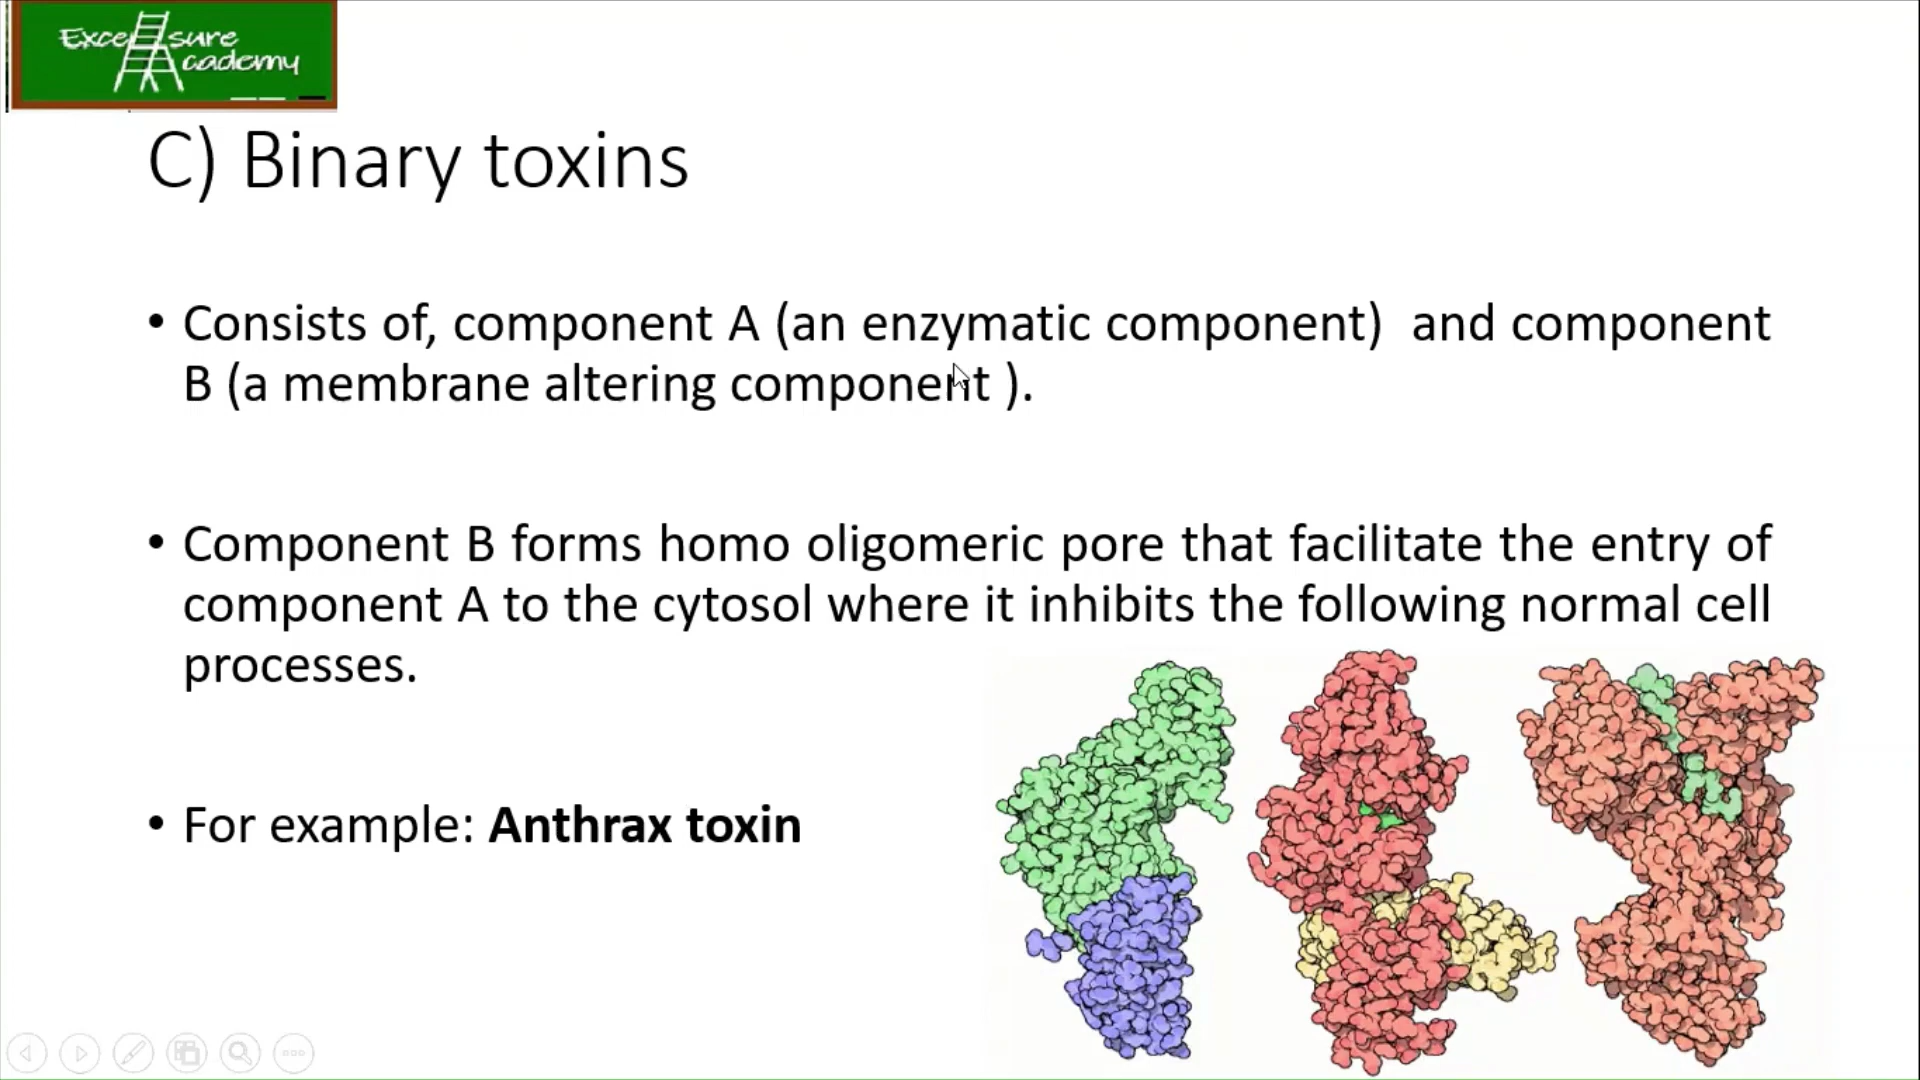 Excel sure
Academy
C) Binary toxins
• Consists of, component A (an enzymatic component)  and component
B (a membrane altering component ).
• Component B forms homo oligomeric pore that facilitate the entry of
component A to the cytosol where it inhibits the following normal cell
processes.
• For example: Anthrax toxin